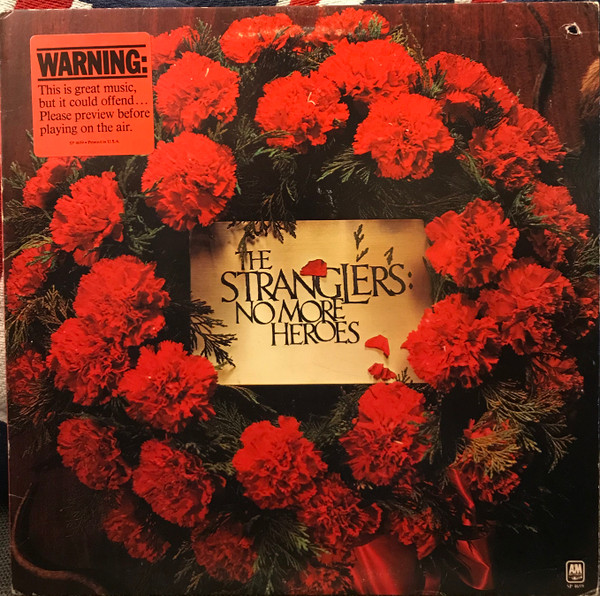 WARNING:
This is great music,
but it could offend...
Please preview before
playing on the air.
THE
STRANGLERS:
NO MORE
HEROES
AM